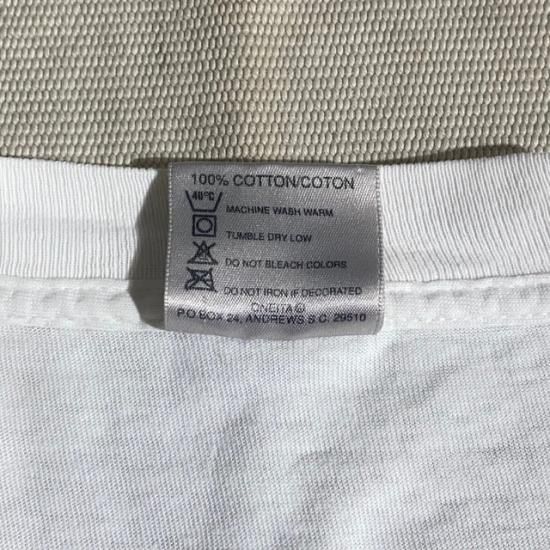 100% COTTON/COTON
40°C MACHINE WASH WARM
TUMBLE DRY LOW
DO NOT BLEACH COLORS
DO NOT IRON IF DECORATED
ONEITA ©
P.O BOX 24, ANDREWS S.C. 29510